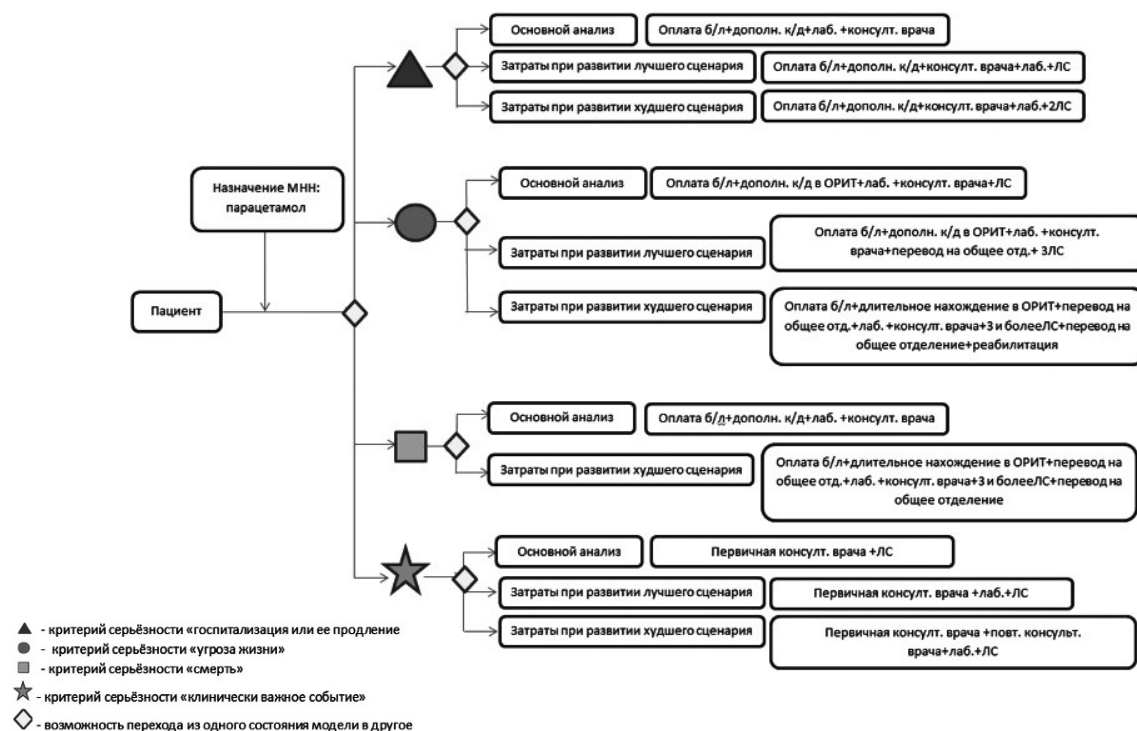 Основной анализ
Оплата б/л+дополн. к/д+лаб. +консулт. врача
Затраты при развитии лучшего сценария
Оплата б/л+дополн. к/д+консулт. врача+лаб.+ЛС
Затраты при развитии худшего сценария
Оплата б/л+дополн. к/д+консулт. врача+лаб.+2ЛС
Назначение МНН:
парацетамол
Пациент
Основной анализ
Оплата б/л+дополн. к/д в ОРИТ+лаб. +консулт. врача+ЛС
Затраты при развитии лучшего сценария
Оплата б/л+дополн. к/д в ОРИТ+лаб. +консулт.
врача+перевод на общее отд.+ 3ЛС
Затраты при развитии худшего сценария
Оплата б/л+длительное нахождение в ОРИТ+перевод на
общее отд.+лаб. +консулт. врача+3 и болееЛС+перевод на
общее отделение+реабилитация
Основной анализ
Оплата б/л+дополн. к/д+лаб. +консулт. врача
Затраты при развитии худшего сценария
Оплата б/л+длительное нахождение в ОРИТ+перевод на
общее отд.+лаб. +консулт. врача+3 и болееЛС+перевод на
общее отделение
Основной анализ
Первичная консулт. врача +ЛС
Затраты при развитии лучшего сценария
Первичная консулт. врача +лаб.+ЛС
Затраты при развитии худшего сценария
Первичная консулт. врача +повт. консульт.
врача+лаб.+ЛС
- критерий серьёзности «госпитализация или ее продление
- критерий серьёзности «угроза жизни»
- критерий серьёзности «смерть»
- критерий серьёзности «клинически важное событие»
- возможность перехода из одного состояния модели в другое